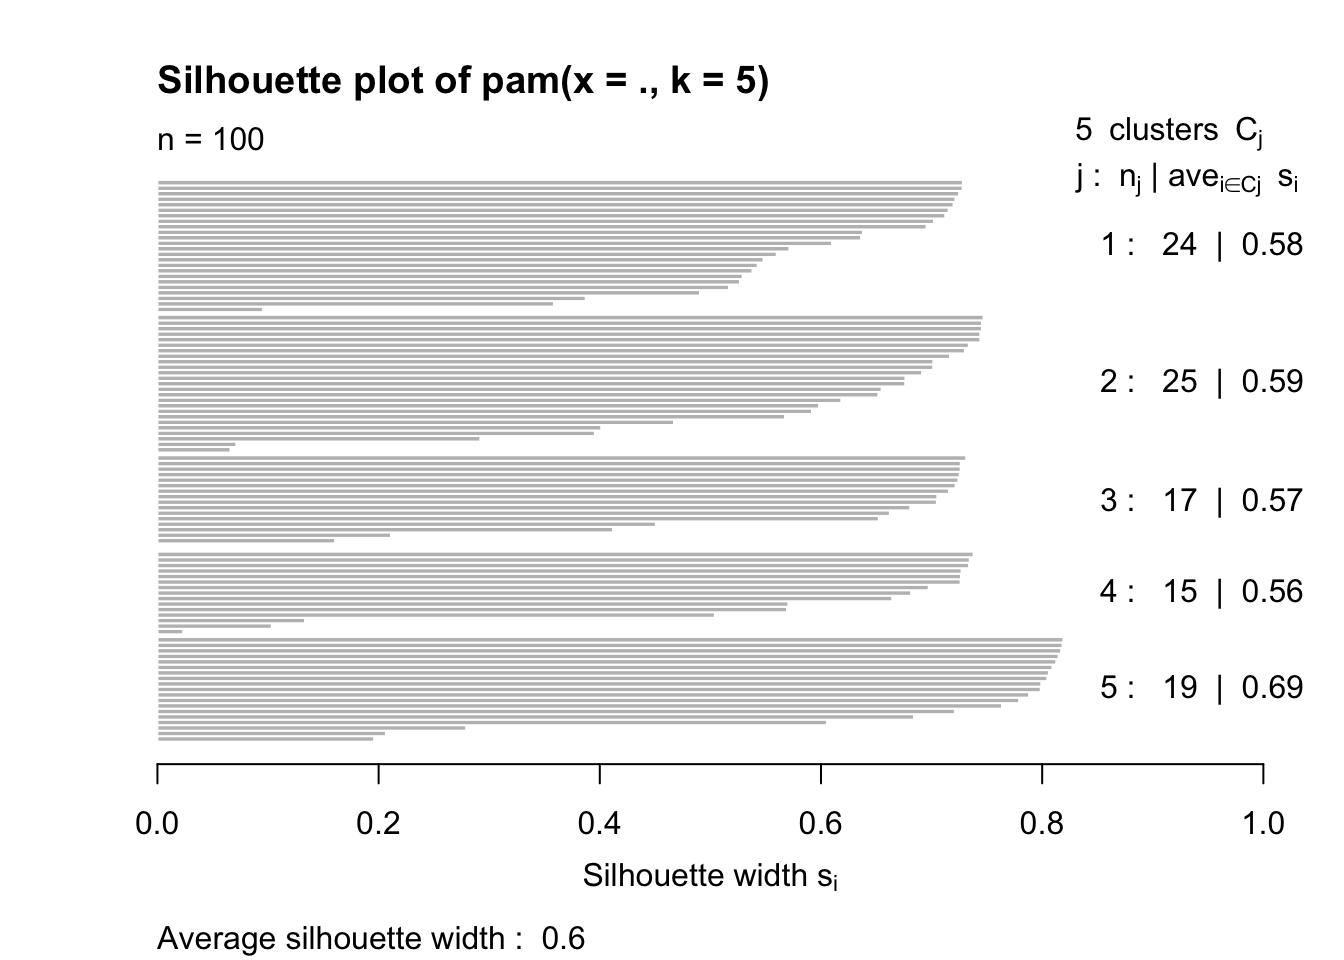 Silhouette plot of pam(x = ., k = 5)
n = 100
5 clusters Cj
j : nj | avei∈Cj si
1 : 24 | 0.58
2 : 25 | 0.59
3 : 17 | 0.57
4 : 15 | 0.56
5 : 19 | 0.69
0.0 0.2 0.4 0.6 0.8 1.0
Silhouette width si
Average silhouette width : 0.6